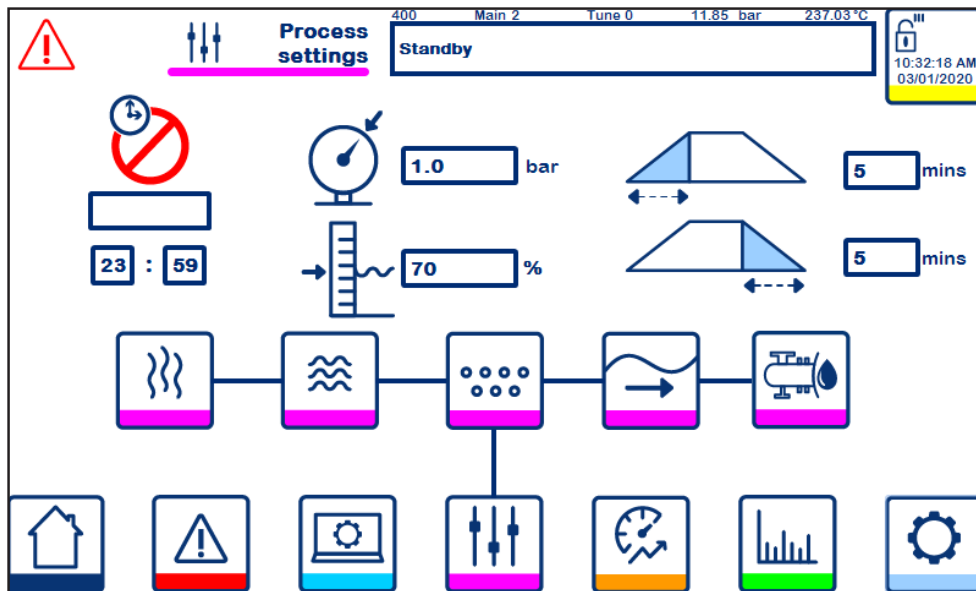 400 Main 2 Tune 0 11.85 bar 237.03 °C
Process
settings
Standby
10:32:18 AM
03/01/2020
1.0 bar
5 mins
23 : 59
70 %
5 mins